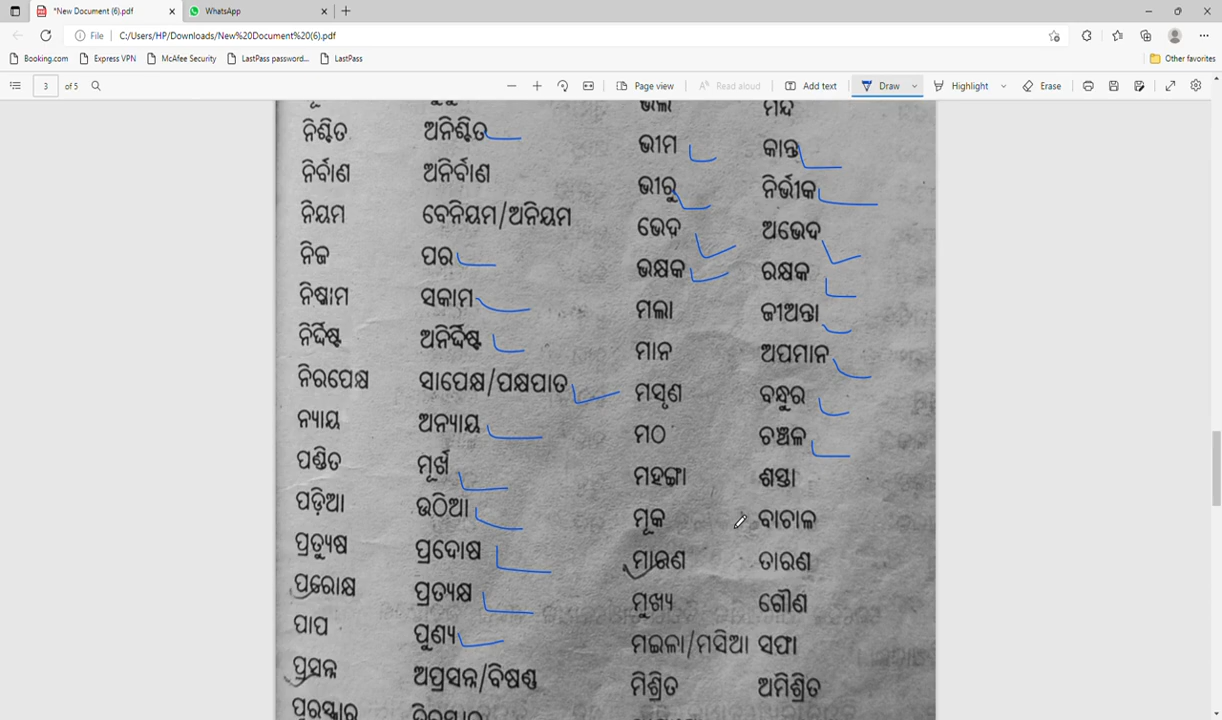 *New Document (6).pdf
WhatsApp
File C:/Users/HP/Downloads/New%20Document%20(6).pdf
Booking.com Express VPN McAfee Security LastPass password... LastPass Other favorites
3 of 5 Page view Read aloud Add text Draw Highlight Erase
ନିଶ୍ଚିତ ଅନିଶ୍ଚିତ
ନିର୍ବାଣ ଅନିର୍ବାଣ
ନିୟମ ବେନିୟମ/ଅନିୟମ
ନିଜ ପର
ନିଷ୍କାମ ସକାମ
ନିର୍ଦ୍ଦିଷ୍ଟ ଅନିର୍ଦ୍ଦିଷ୍ଟ
ନିରପେକ୍ଷ ସାପେକ୍ଷ/ପକ୍ଷପାତ
ନ୍ୟାୟ ଅନ୍ୟାୟ
ପଣ୍ଡିତ ମୂର୍ଖ
ପଡ଼ିଆ ଉଠିଆ
ପ୍ରତ୍ୟୁଷ ପ୍ରଦୋଷ
ପରୋକ୍ଷ ପ୍ରତ୍ୟକ୍ଷ
ପାପ ପୁଣ୍ୟ
ପ୍ରସନ୍ନ ଅପ୍ରସନ୍ନ/ବିଷଣ୍ଣ
ପୁରସ୍କାର
ଭଲ ମନ୍ଦ
ଭୀମ କାନ୍ତ
ଭୀରୁ ନିର୍ଭୀକ
ଭେଦ ଅଭେଦ
ଭକ୍ଷକ ରକ୍ଷକ
ମଲା ଜୀଅନ୍ତା
ମାନ ଅପମାନ
ମସୃଣ ବନ୍ଧୁର
ମଠ ଚଞ୍ଚଳ
ମହଙ୍ଗା ଶସ୍ତା
ମୂକ ବାଚାଳ
ମାରଣ ତାରଣ
ମୁଖ୍ୟ ଗୌଣ
ମଇଳା/ମସିଆ ସଫା
ମିଶ୍ରିତ ଅମିଶ୍ରିତ